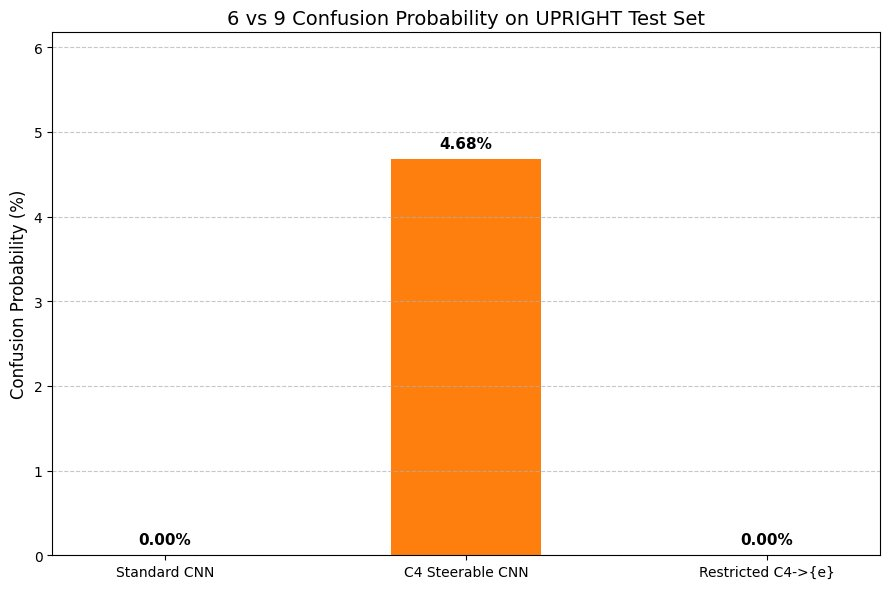 6 vs 9 Confusion Probability on UPRIGHT Test Set
Confusion Probability (%)
6
5
4
3
2
1
0
0.00%
4.68%
0.00%
Standard CNN
C4 Steerable CNN
Restricted C4->{e}